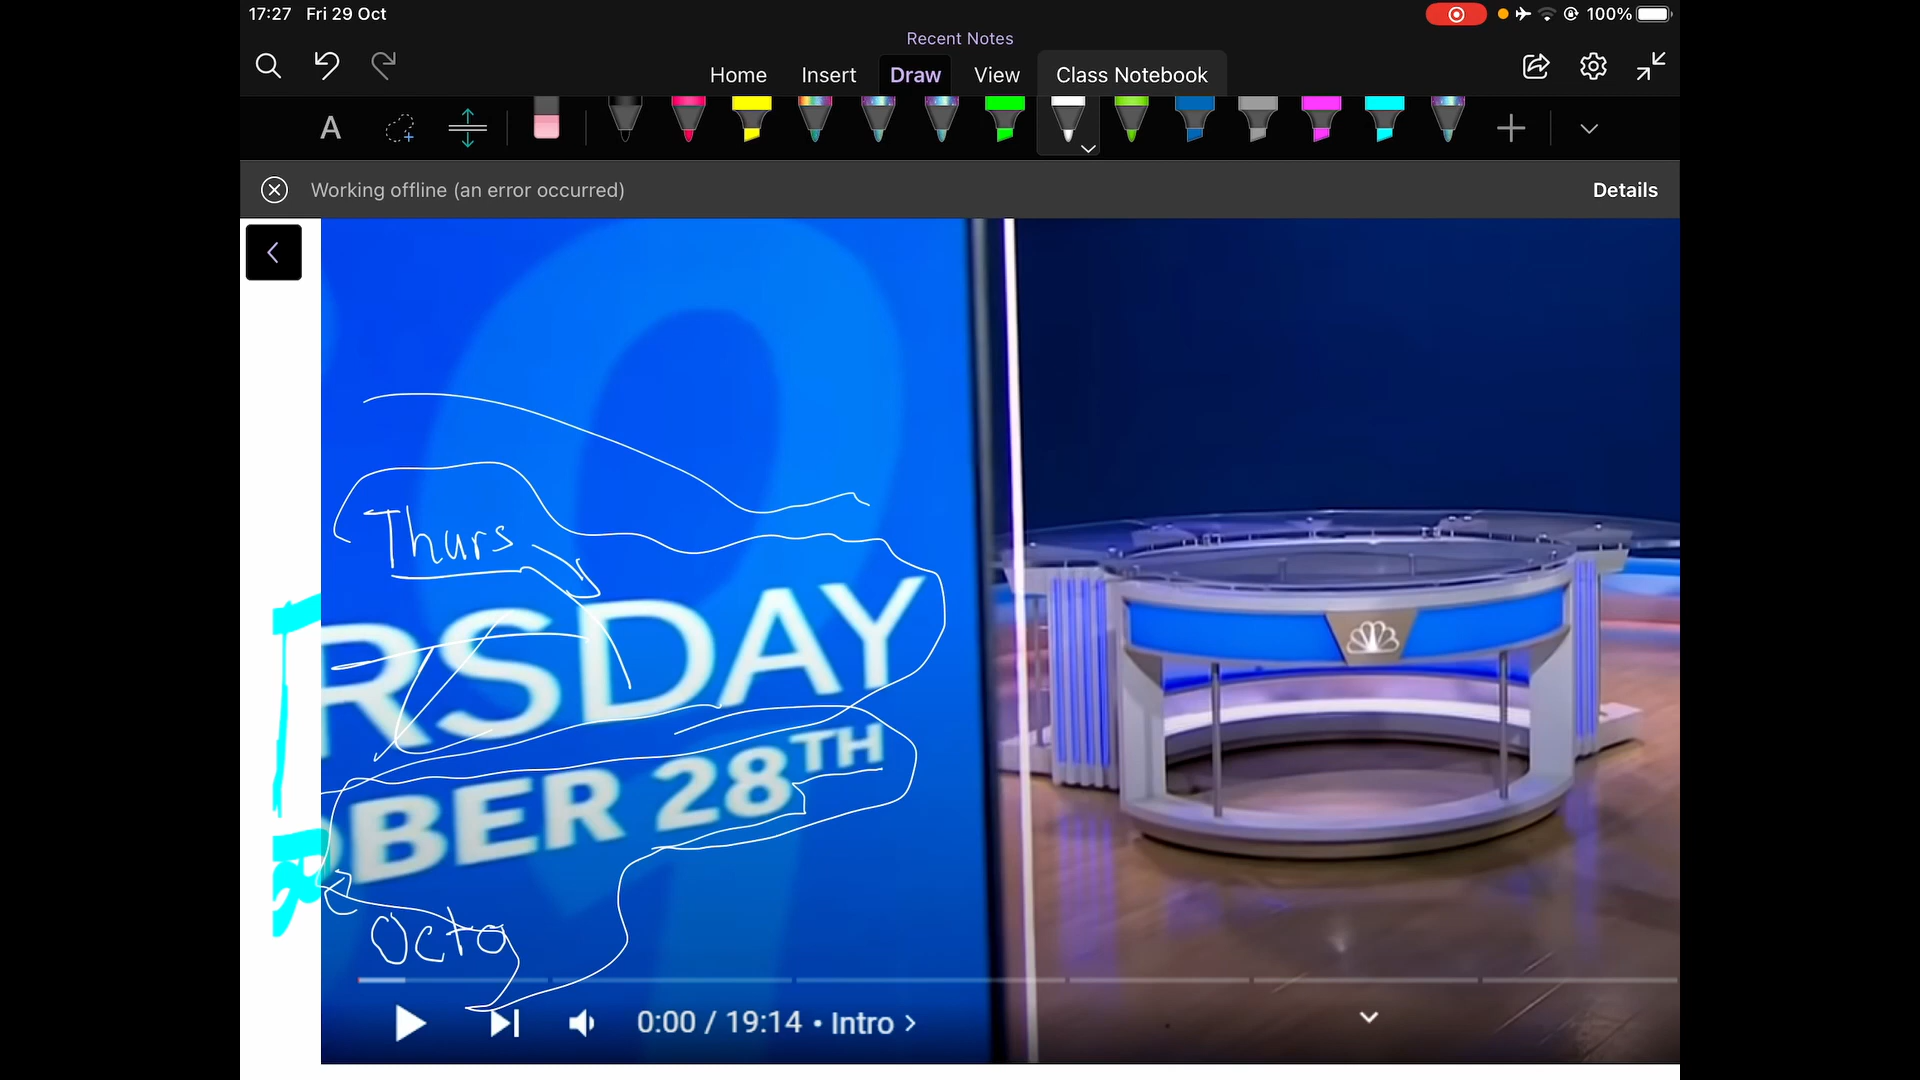 17:27 Fri 29 Oct 100%
Recent Notes
Home Insert Draw View Class Notebook
A
Working offline (an error occurred) Details
Thurs
RSDAY
OBER 28TH
Octo
0:00 / 19:14 • Intro >